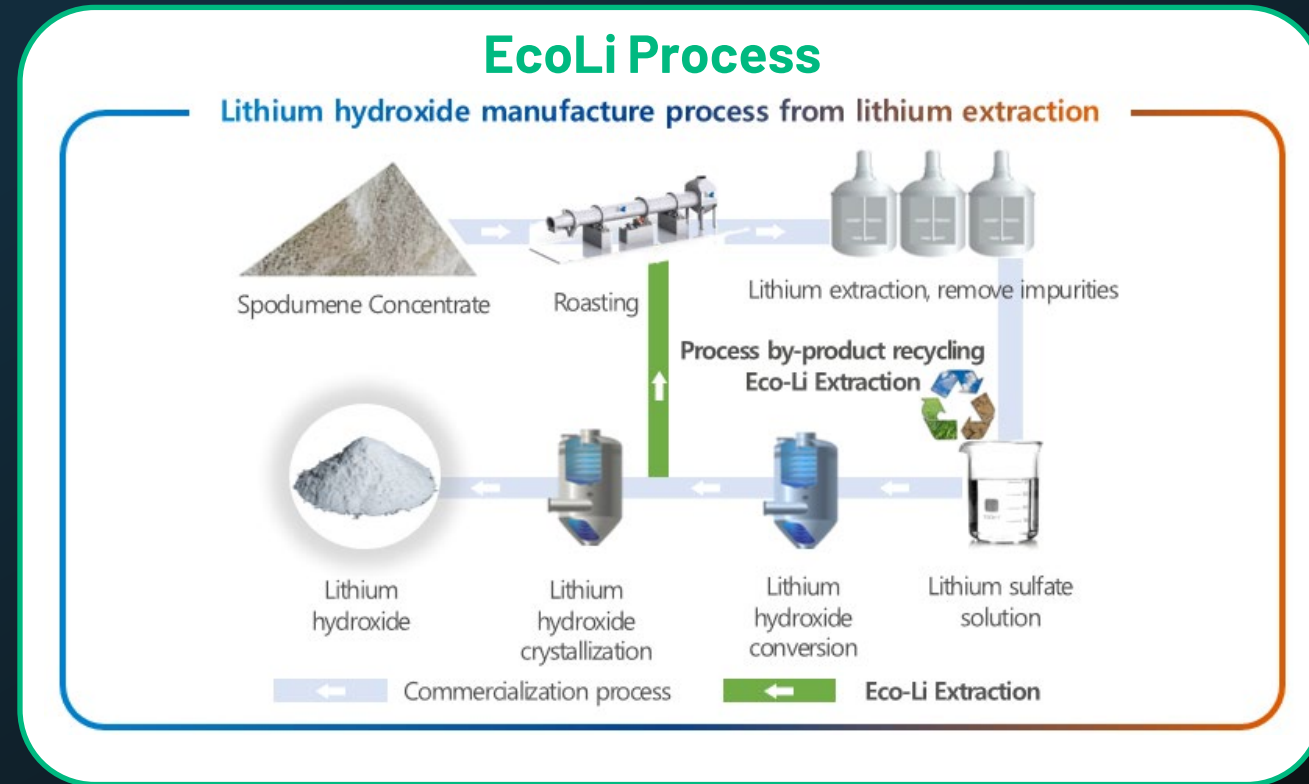 EcoLi Process
Lithium hydroxide manufacture process from lithium extraction
Spodumene Concentrate
Roasting
Lithium extraction, remove impurities
Process by-product recycling
Eco-Li Extraction
Lithium
hydroxide
Lithium
hydroxide
crystallization
Lithium
hydroxide
conversion
Lithium sulfate
solution
Commercialization process
Eco-Li Extraction